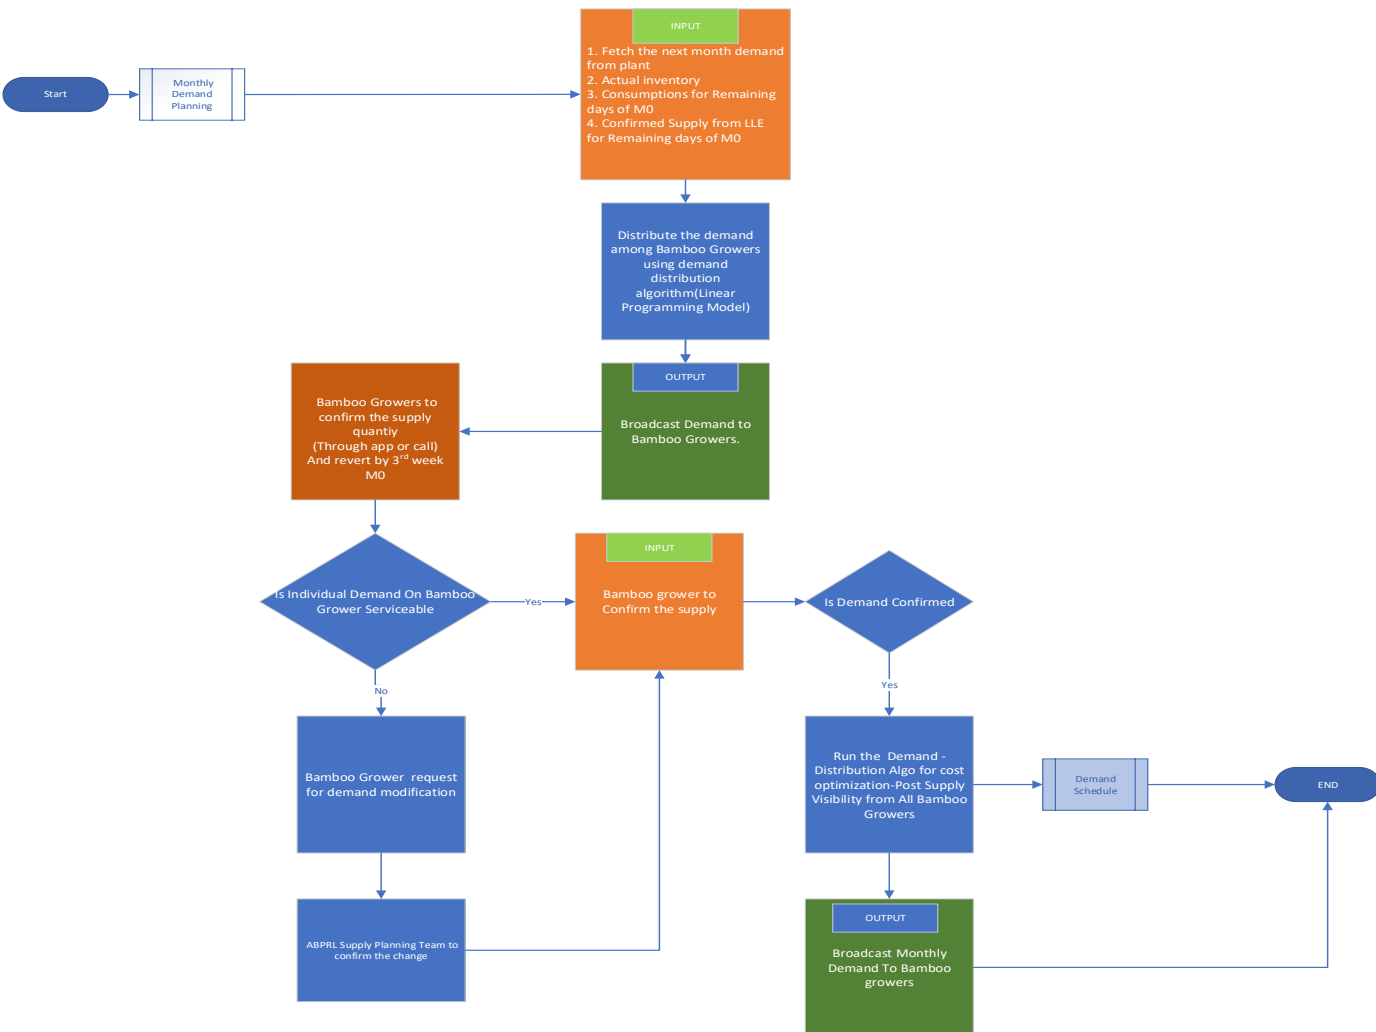 Start
Monthly
Demand
Planning
INPUT
1. Fetch the next month demand
from plant
2. Actual inventory
3. Consumptions for Remaining
days of M0
4. Confirmed Supply from LLE
for Remaining days of M0
Distribute the demand
among Bamboo Growers
using demand
distribution
algorithm(Linear
Programming Model)
OUTPUT
Broadcast Demand to
Bamboo Growers.
Bamboo Growers to
confirm the supply
quantiy
(Through app or call)
And revert by 3rd week
M0
Is Individual Demand On Bamboo
Grower Serviceable
Yes
INPUT
Bamboo grower to
Confirm the supply
Is Demand Confirmed
No
Yes
Bamboo Grower  request
for demand modification
Run the  Demand -
Distribution Algo for cost
optimization-Post Supply
Visibility from All Bamboo
Growers
Demand
Schedule
END
ABPRL Supply Planning Team to
confirm the change
OUTPUT
Broadcast Monthly
Demand To Bamboo
growers